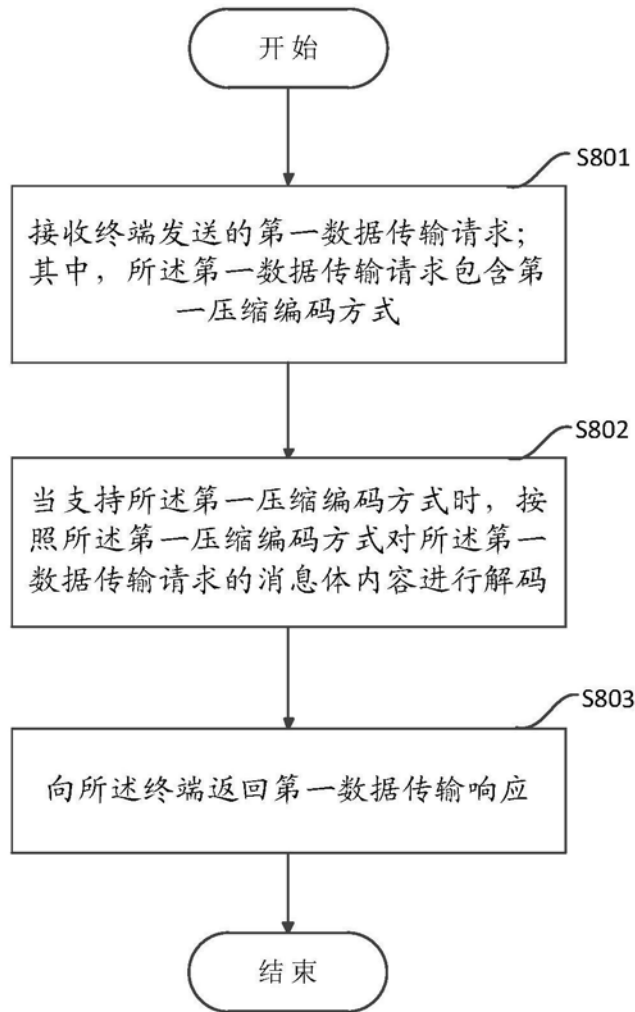 开始
S801
接收终端发送的第一数据传输请求；
其中，所述第一数据传输请求包含第
一压缩编码方式
S802
当支持所述第一压缩编码方式时，按
照所述第一压缩编码方式对所述第一
数据传输请求的消息体内容进行解码
S803
向所述终端返回第一数据传输响应
结束